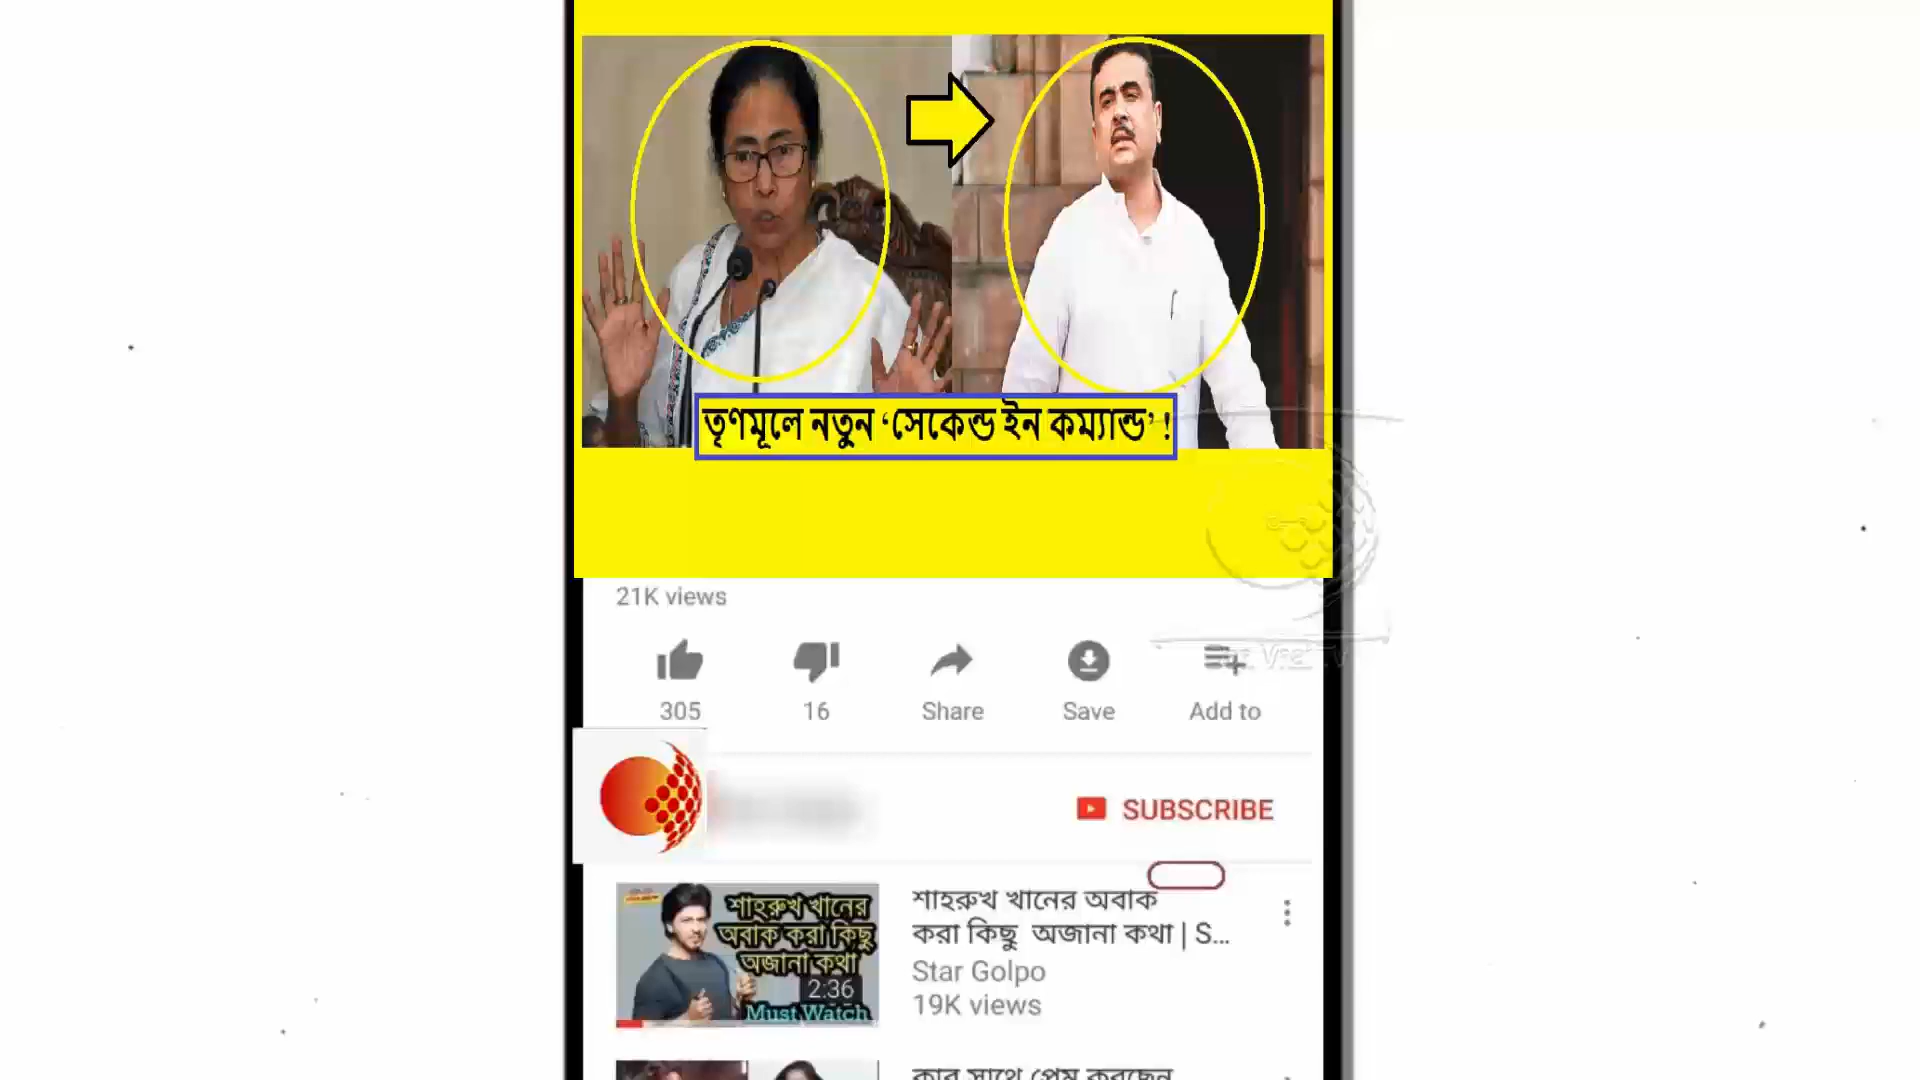 তৃণমূলে নতুন ‘সেকেন্ড ইন কম্যান্ড’ !
21K views
305
16
Share
Save
Add to
SUBSCRIBE
শাহরুখ খানের
অবাক করা কিছু
অজানা কথা
2:36
Must Watch
শাহরুখ খানের অবাক
করা কিছু অজানা কথা | S...
Star Golpo
19K views
কার সাথে প্রেম করছেন